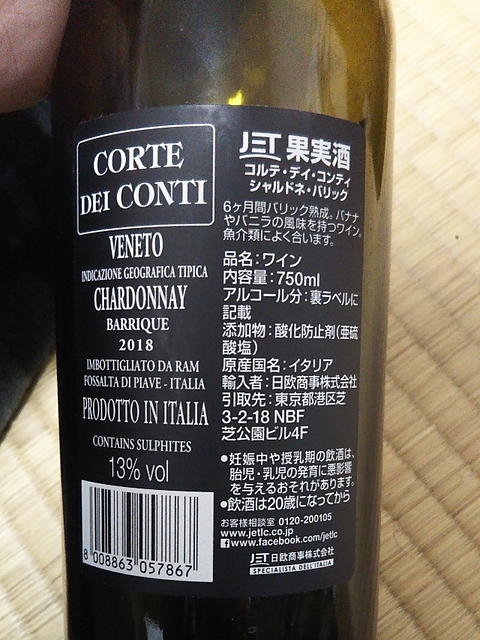 CORTE
DEI CONTI
VENETO
INDICAZIONE GEOGRAFICA TIPICA
CHARDONNAY
BARRIQUE
2018
IMBOTTIGLIATO DA RAM
FOSSALTA DI PIAVE - ITALIA
PRODOTTO IN ITALIA
CONTAINS SULPHITES
13% vol
8 008863 057867
JET 果実酒
コルテ・デイ・コンティ
シャルドネ・バリック
6ヶ月間バリック熟成。バナナ
やバニラの風味を持つワイン。
魚介類によく合います。
品名：ワイン
内容量：750ml
アルコール分：裏ラベルに
記載
添加物：酸化防止剤(亜硫
酸塩)
原産国名：イタリア
輸入者：日欧商事株式会社
引取先：東京都港区芝
3-2-18 NBF
芝公園ビル4F
●妊娠中や授乳期の飲酒は、
胎児・乳児の発育に悪影響
を与えるおそれがあります。
●飲酒は20歳になってから
お客様相談室 0120-200105
www.jetlc.co.jp
www.facebook.com/jetlc
JET 日欧商事株式会社
SPECIALISTA DELL'ITALIA